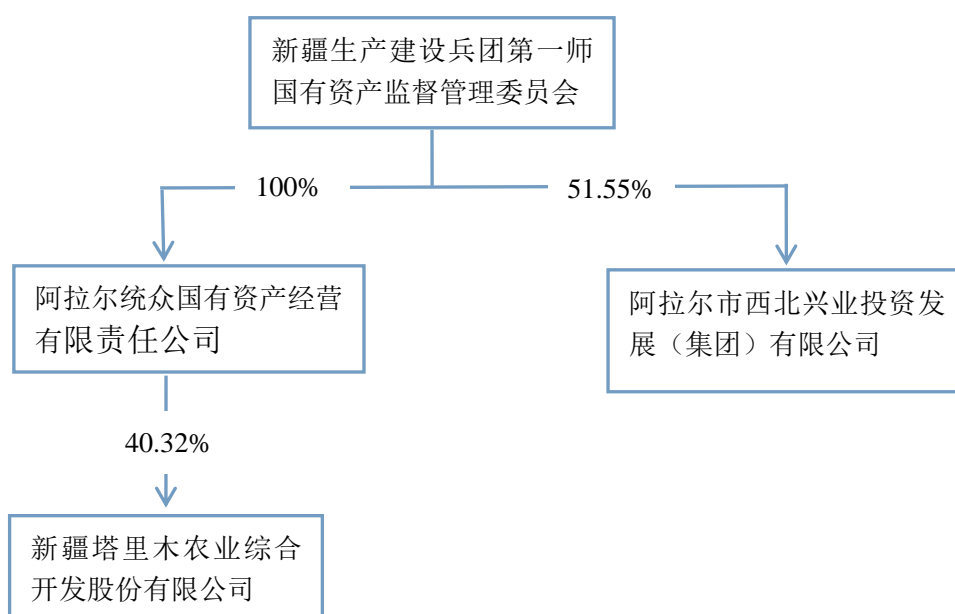 新疆生产建设兵团第一师
国有资产监督管理委员会
100%
51.55%
阿拉尔统众国有资产经营
有限责任公司
阿拉尔市西北兴业投资发
展（集团）有限公司
40.32%
新疆塔里木农业综合
开发股份有限公司